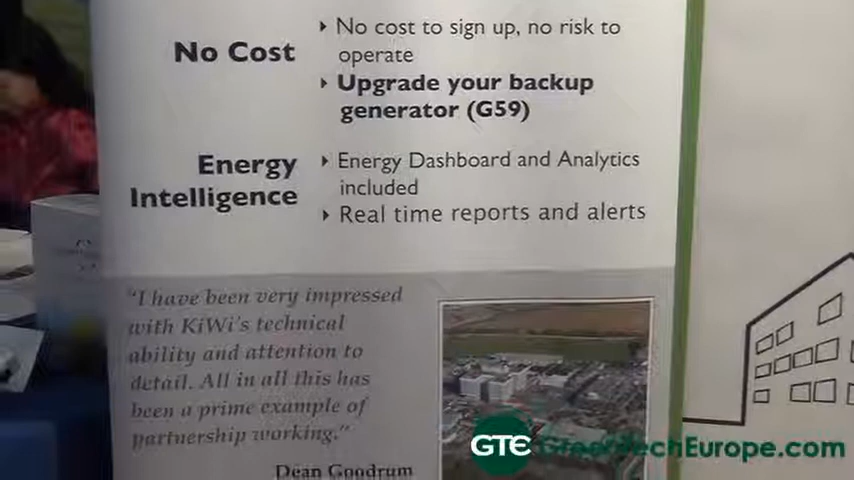 No Cost
No cost to sign up, no risk to
operate
Upgrade your backup
generator (G59)
Energy
Intelligence
Energy Dashboard and Analytics
included
Real time reports and alerts
"I have been very impressed
with KiWi's technical
ability and attention to
detail. All in all this has
been a prime example of
partnership working."
Dean Goodrum
GTE GreenTechEurope.com